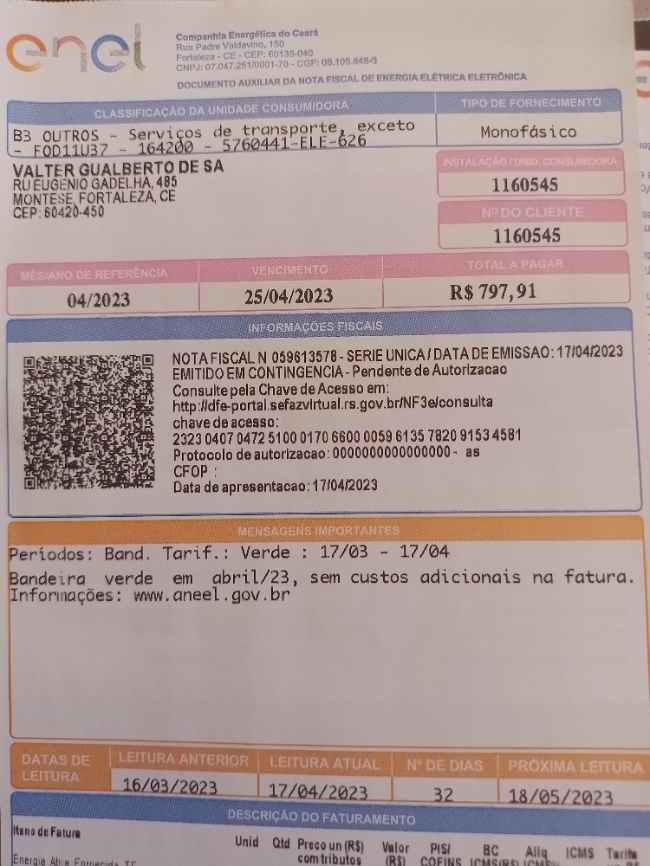 enel
Companhia Energética do Ceará
Rua Padre Valdevino, 150
Fortaleza - CE - CEP: 60135-040
CNPJ: 07.047.251/0001-70 - CGF: 06.105.848-3
DOCUMENTO AUXILIAR DA NOTA FISCAL DE ENERGIA ELÉTRICA ELETRÔNICA
CLASSIFICAÇÃO DA UNIDADE CONSUMIDORA
TIPO DE FORNECIMENTO
B3 OUTROS - Serviços de transporte, exceto
- FOD11U37 - 164200 - 5760441-ELE-626
Monofásico
VALTER GUALBERTO DE SA
RU EUGENIO GADELHA, 485
MONTESE, FORTALEZA, CE
CEP: 60420-450
INSTALAÇÃO / UNID. CONSUMIDORA
1160545
Nº DO CLIENTE
1160545
MÊS/ANO DE REFERÊNCIA
VENCIMENTO
TOTAL A PAGAR
04/2023
25/04/2023
R$ 797,91
INFORMAÇÕES FISCAIS
NOTA FISCAL N 059613578 - SERIE UNICA / DATA DE EMISSAO: 17/04/2023
EMITIDO EM CONTINGENCIA - Pendente de Autorizacao
Consulte pela Chave de Acesso em:
http://dfe-portal.sefazvirtual.rs.gov.br/NF3e/consulta
chave de acesso:
2323 0407 0472 5100 0170 6600 0059 6135 7820 9153 4581
Protocolo de autorizacao: 0000000000000000 - as
CFOP :
Data de apresentacao: 17/04/2023
MENSAGENS IMPORTANTES
Períodos: Band. Tarif.: Verde : 17/03 - 17/04
Bandeira verde em abril/23, sem custos adicionais na fatura.
Informações: www.aneel.gov.br
DATAS DE LEITURA
LEITURA ANTERIOR
LEITURA ATUAL
Nº DE DIAS
PRÓXIMA LEITURA
16/03/2023
17/04/2023
32
18/05/2023
DESCRIÇÃO DO FATURAMENTO
Itens de Fatura
Unid
Qtd
Preco un (R$)
com tributos
Valor
(R$)
PIS/
COFINS
BC
ICMS(R$)
Aliq
ICMS
Tarifa